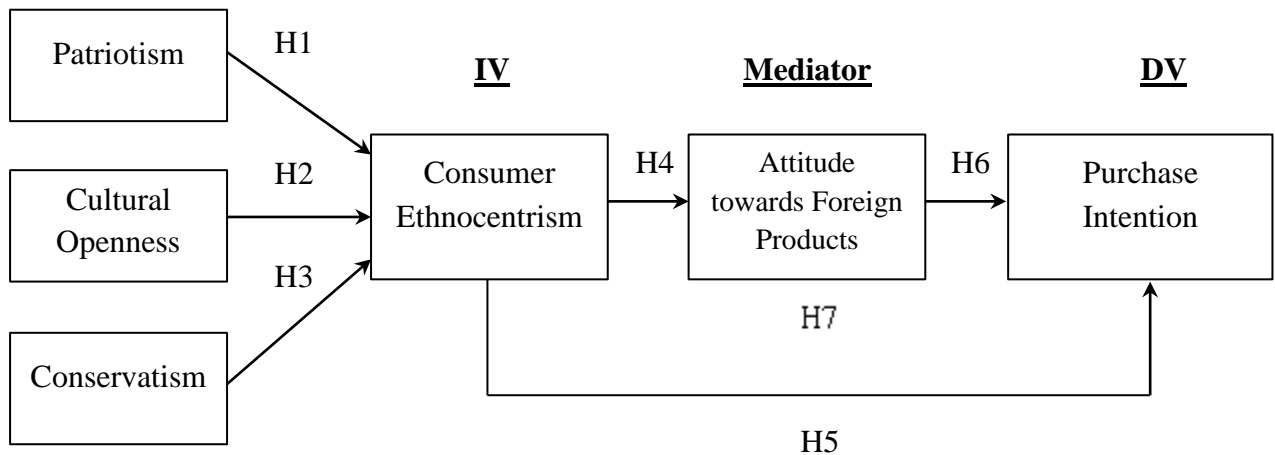 Patriotism
H1
IV
Mediator
DV
Cultural
Openness
H2
Consumer
Ethnocentrism
H4
Attitude
towards Foreign
Products
H6
Purchase
Intention
H3
Conservatism
H7
H5